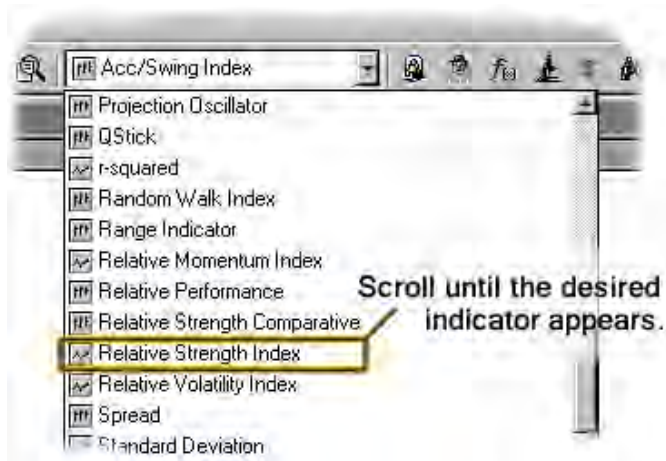 Acc/Swing Index
Projection Oscillator
QStick
r-squared
Random Walk Index
Range Indicator
Relative Momentum Index
Relative Performance
Scroll until the desired
Relative Strength Comparative
indicator appears.
Relative Strength Index
Relative Volatility Index
Spread
Standard Deviation